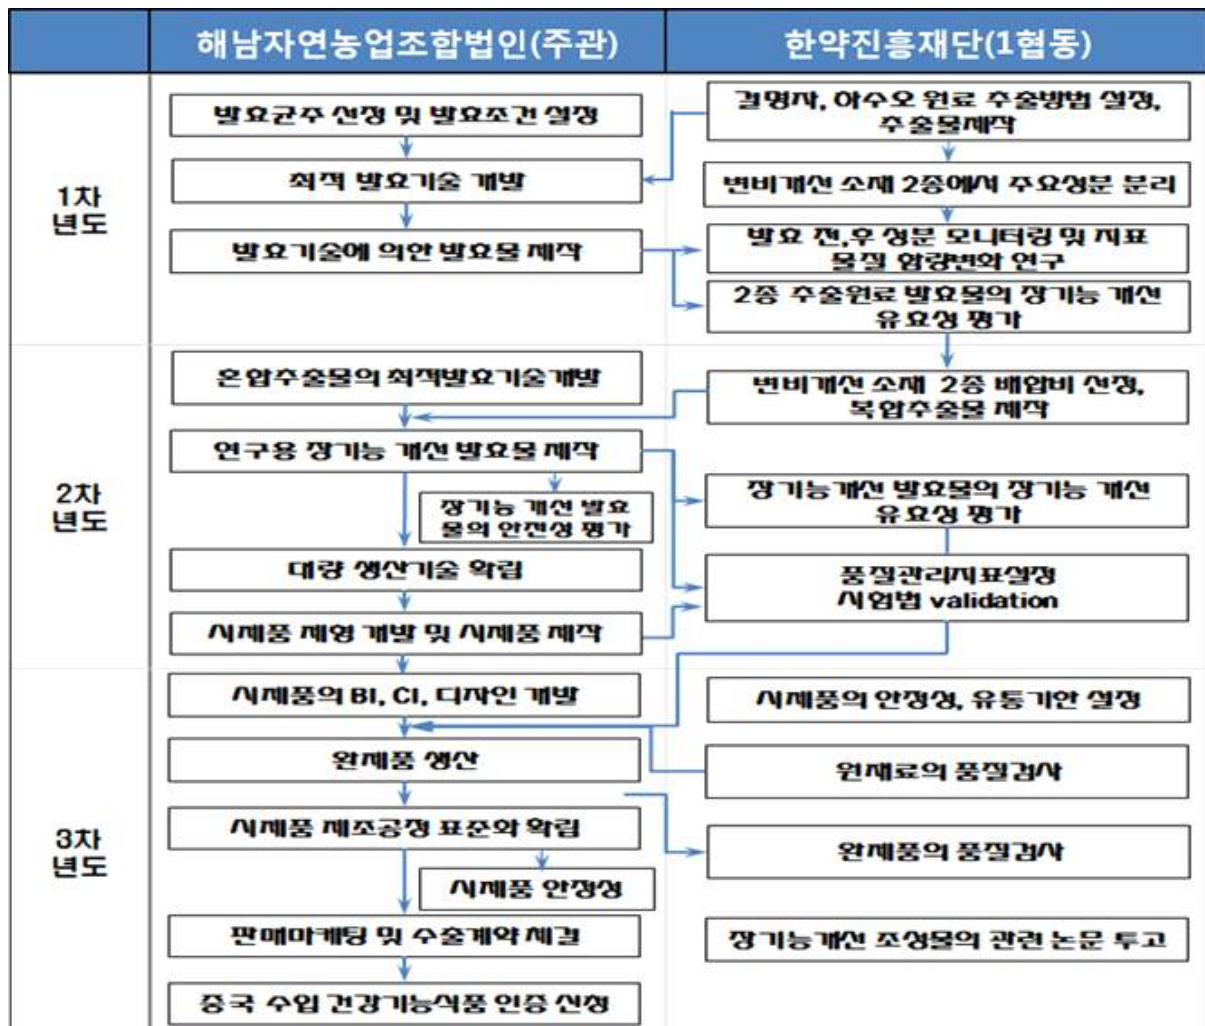 해남자연농업조합법인(주관)
한약진흥재단(1협동)
1차
년도
발효균주 선정 및 발효조건 설정
최적 발효기술 개발
발효기술에 의한 발효물 제작
결명자, 하수오 원료 추출방법 설정,
추출물제작
변비개선 소재 2종에서 주요성분 분리
발효 전,후 성분 모니터링 및 지표
물질 함량변화 연구
2종 추출원료 발효물의 장기능 개선
유효성 평가
2차
년도
혼합추출물의 최적발효기술개발
연구용 장기능 개선 발효물 제작
장기능 개선 발효
물의 안전성 평가
대량 생산기술 확립
시제품 제형 개발 및 시제품 제작
변비개선 소재 2종 배합비 선정,
복합추출물 제작
장기능개선 발효물의 장기능 개선
유효성 평가
품질관리지표설정
시험법 validation
3차
년도
시제품의 BI, CI, 디자인 개발
완제품 생산
시제품 제조공정 표준화 확립
시제품 안정성
판매마케팅 및 수출계약 체결
중국 수입 건강기능식품 인증 신청
시제품의 안정성, 유통기한 설정
원재료의 품질검사
완제품의 품질검사
장기능개선 조성물의 관련 논문 투고